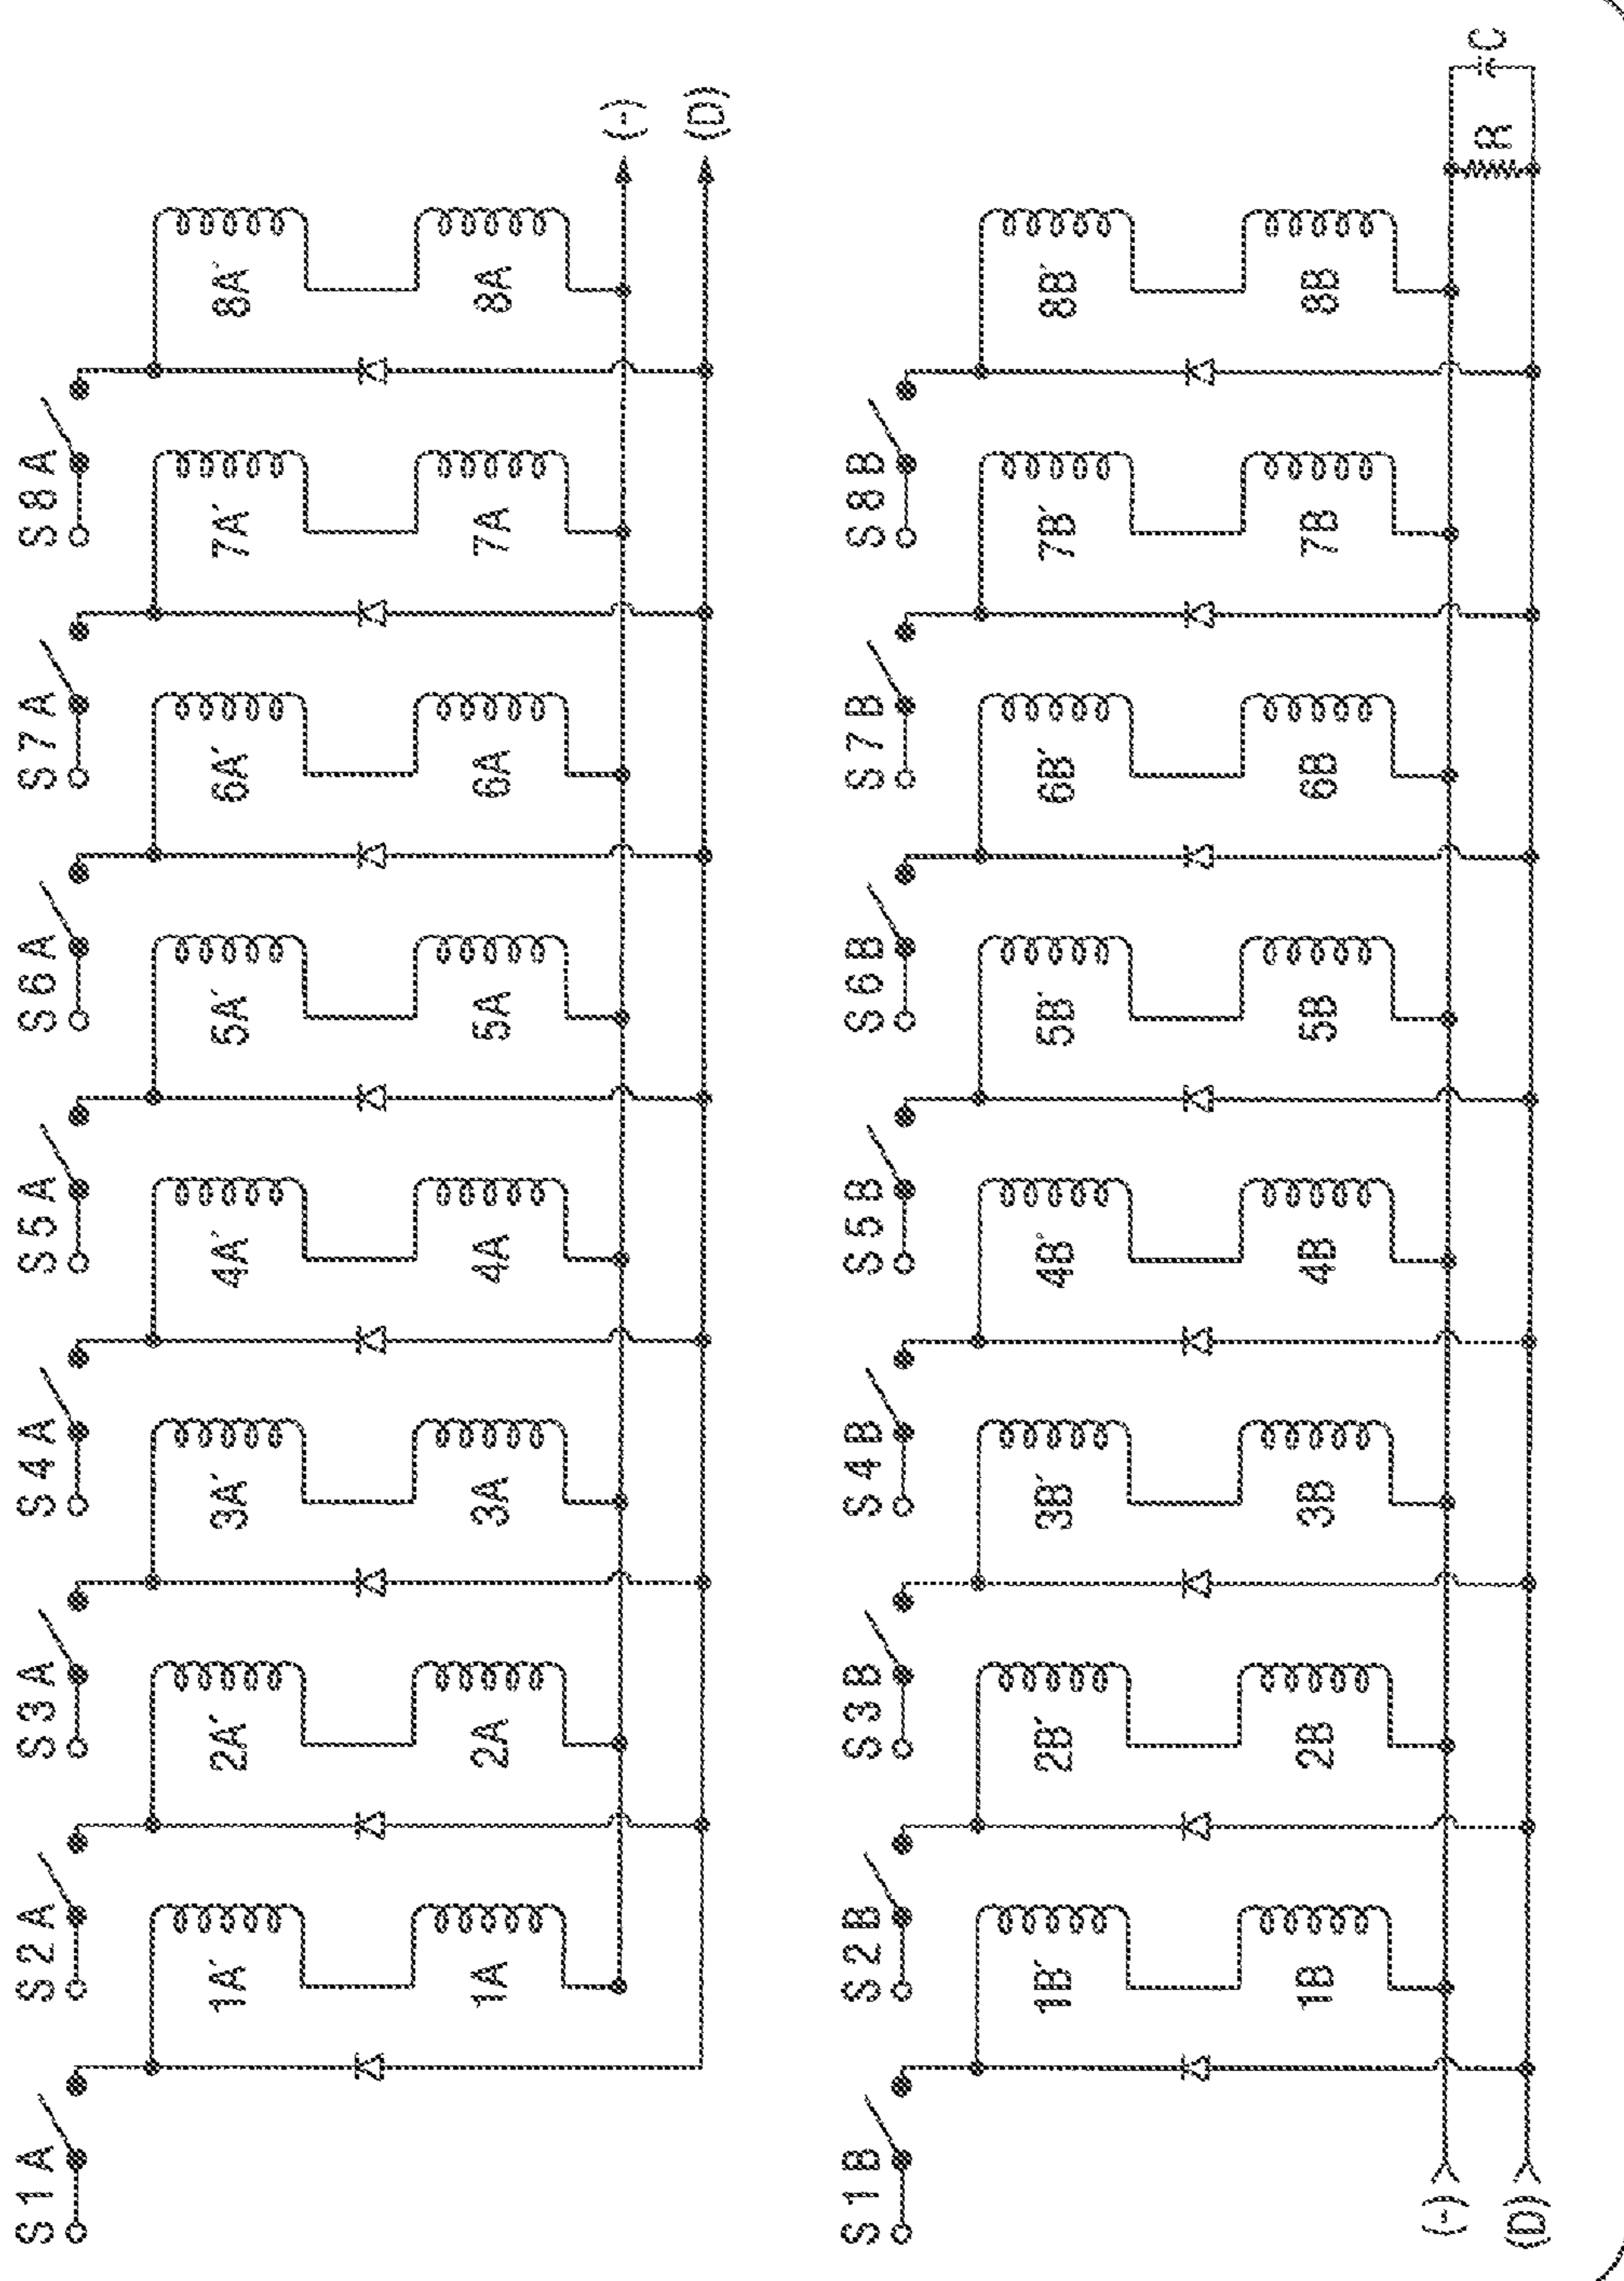 S1A S2A S3A S4A S5A S6A S7A S8A
1A´ 2A´ 3A´ 4A´ 5A´ 6A´ 7A´ 8A´
1A 2A 3A 4A 5A 6A 7A 8A
(-)
(D)
S1B S2B S3B S4B S5B S6B S7B S8B
1B´ 2B´ 3B´ 4B´ 5B´ 6B´ 7B´ 8B´
1B 2B 3B 4B 5B 6B 7B 8B
(-) R C
(D)